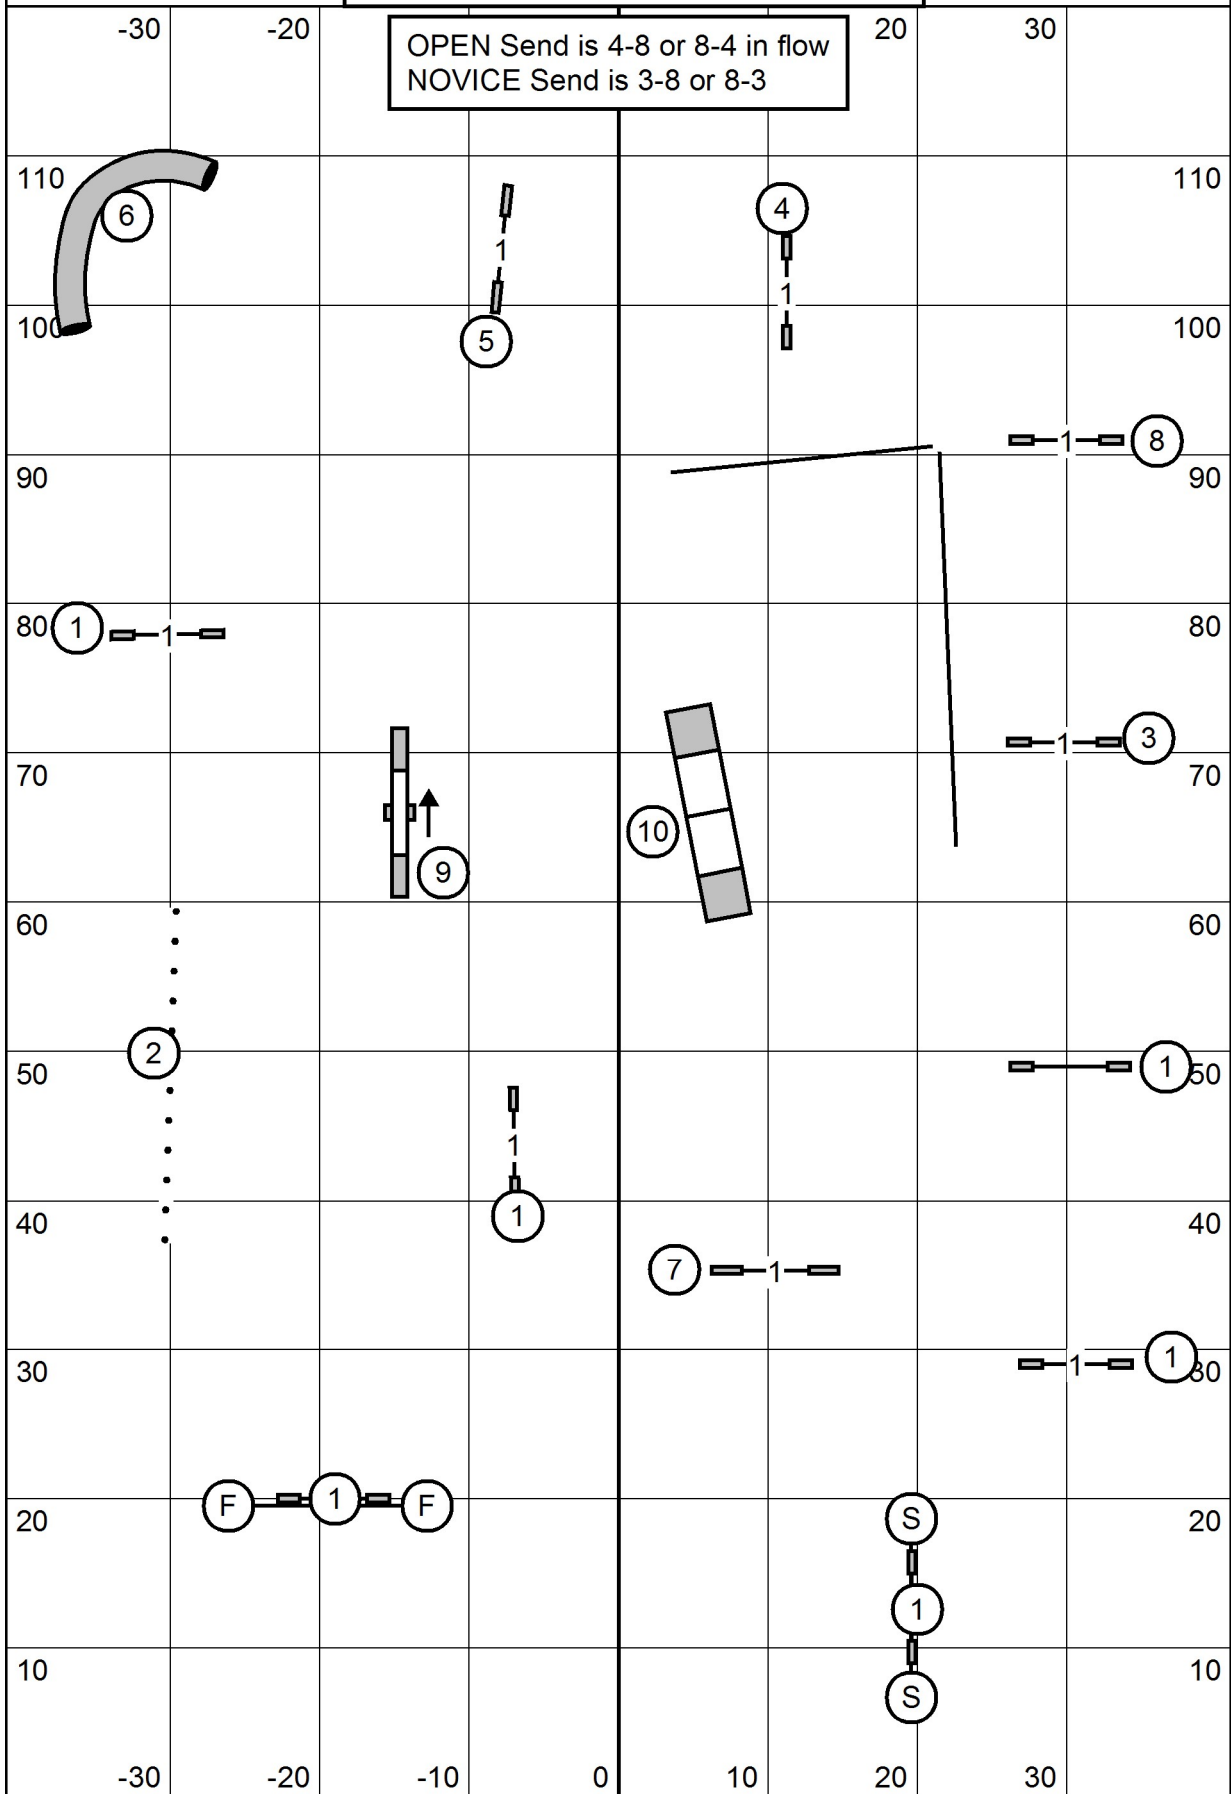 -30 -20 20 30
OPEN Send is 4-8 or 8-4 in flow
NOVICE Send is 3-8 or 8-3
110 110
6
4
1
1
5
100 100
1 8
90 90
80 1 1 80
1 3
70 70
10
9
60 60
2
1
50 50
1
1
40 40
7 1
30 1 1 30
F 1 F
20 S 20
1
10 10
S
-30 -20 -10 0 10 20 30